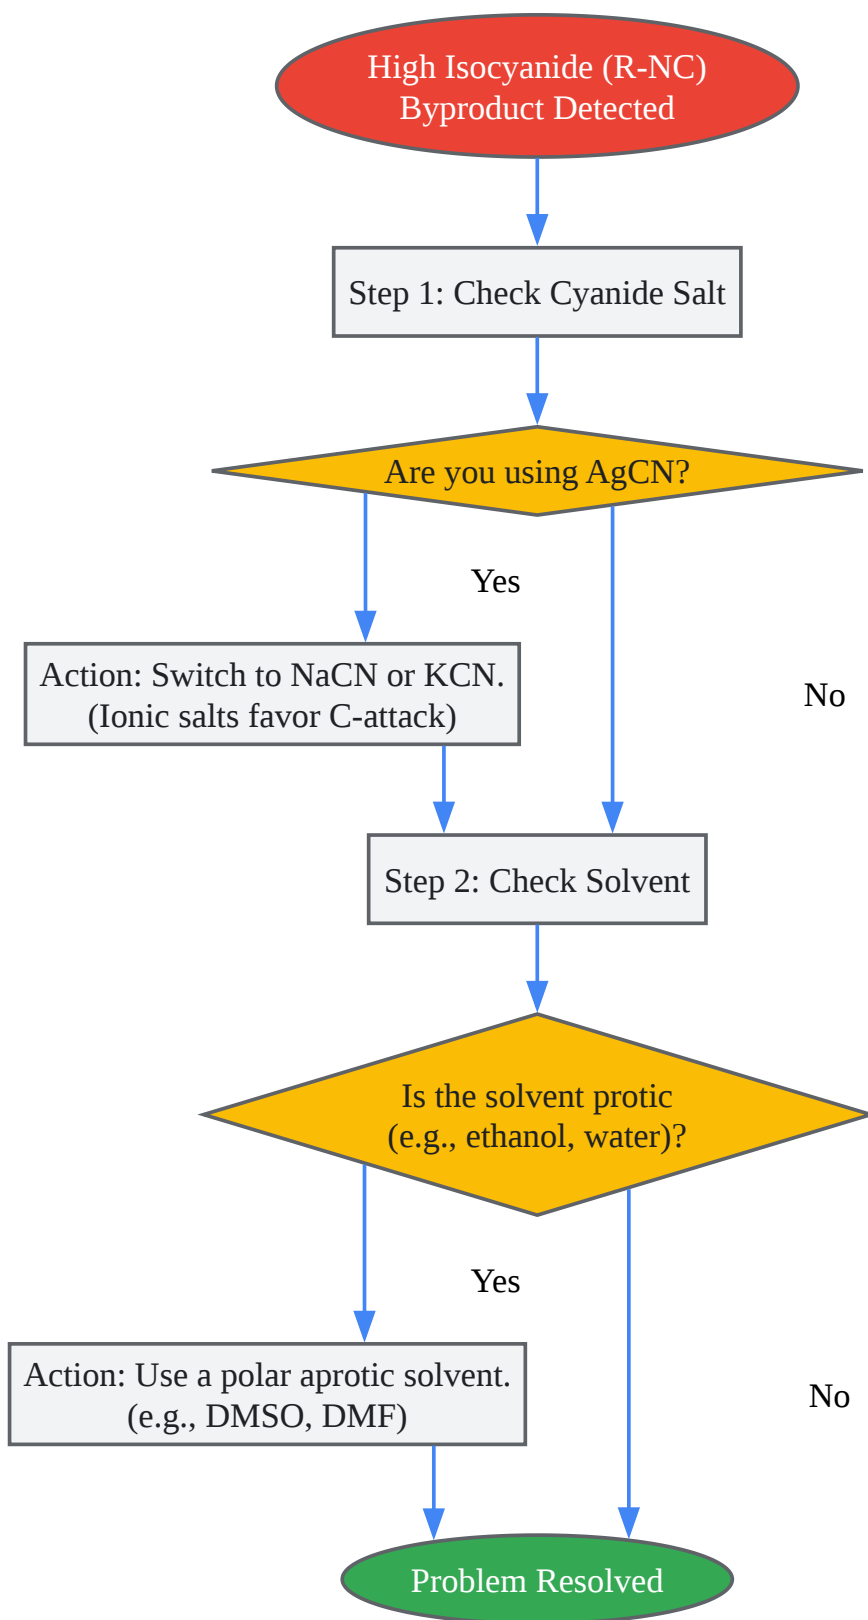 High Isocyanide (R-NC)
Byproduct Detected
Step 1: Check Cyanide Salt
Are you using AgCN?
Yes
Action: Switch to NaCN or KCN.
(Ionic salts favor C-attack)
No
Step 2: Check Solvent
Is the solvent protic
(e.g., ethanol, water)?
Yes
Action: Use a polar aprotic solvent.
(e.g., DMSO, DMF)
No
Problem Resolved